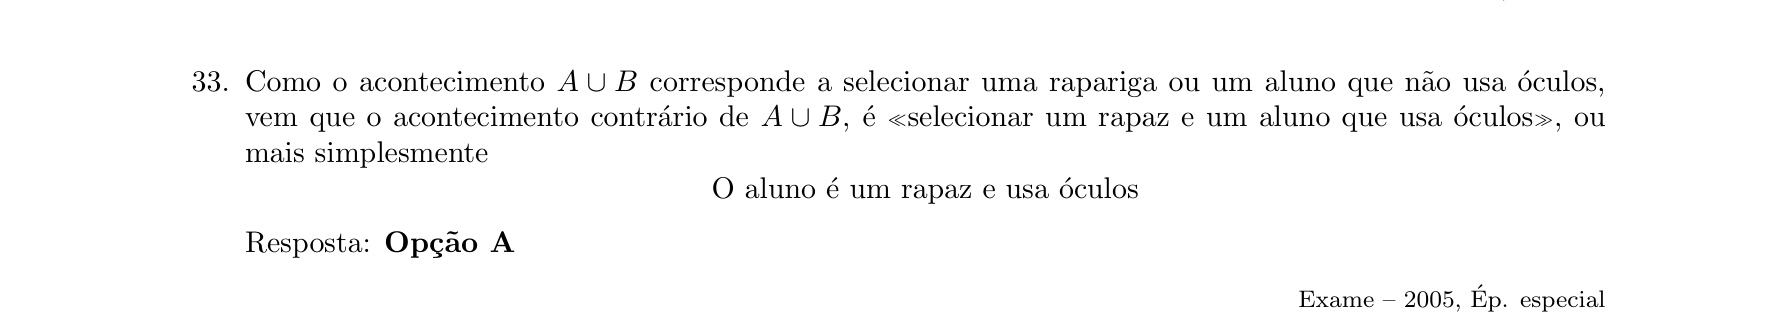 33. Como o acontecimento A ∪ B corresponde a selecionar uma rapariga ou um aluno que não usa óculos,
vem que o acontecimento contrário de A ∪ B, é ≪selecionar um rapaz e um aluno que usa óculos≫, ou
mais simplesmente
O aluno é um rapaz e usa óculos
Resposta: Opção A
Exame – 2005, Ép. especial